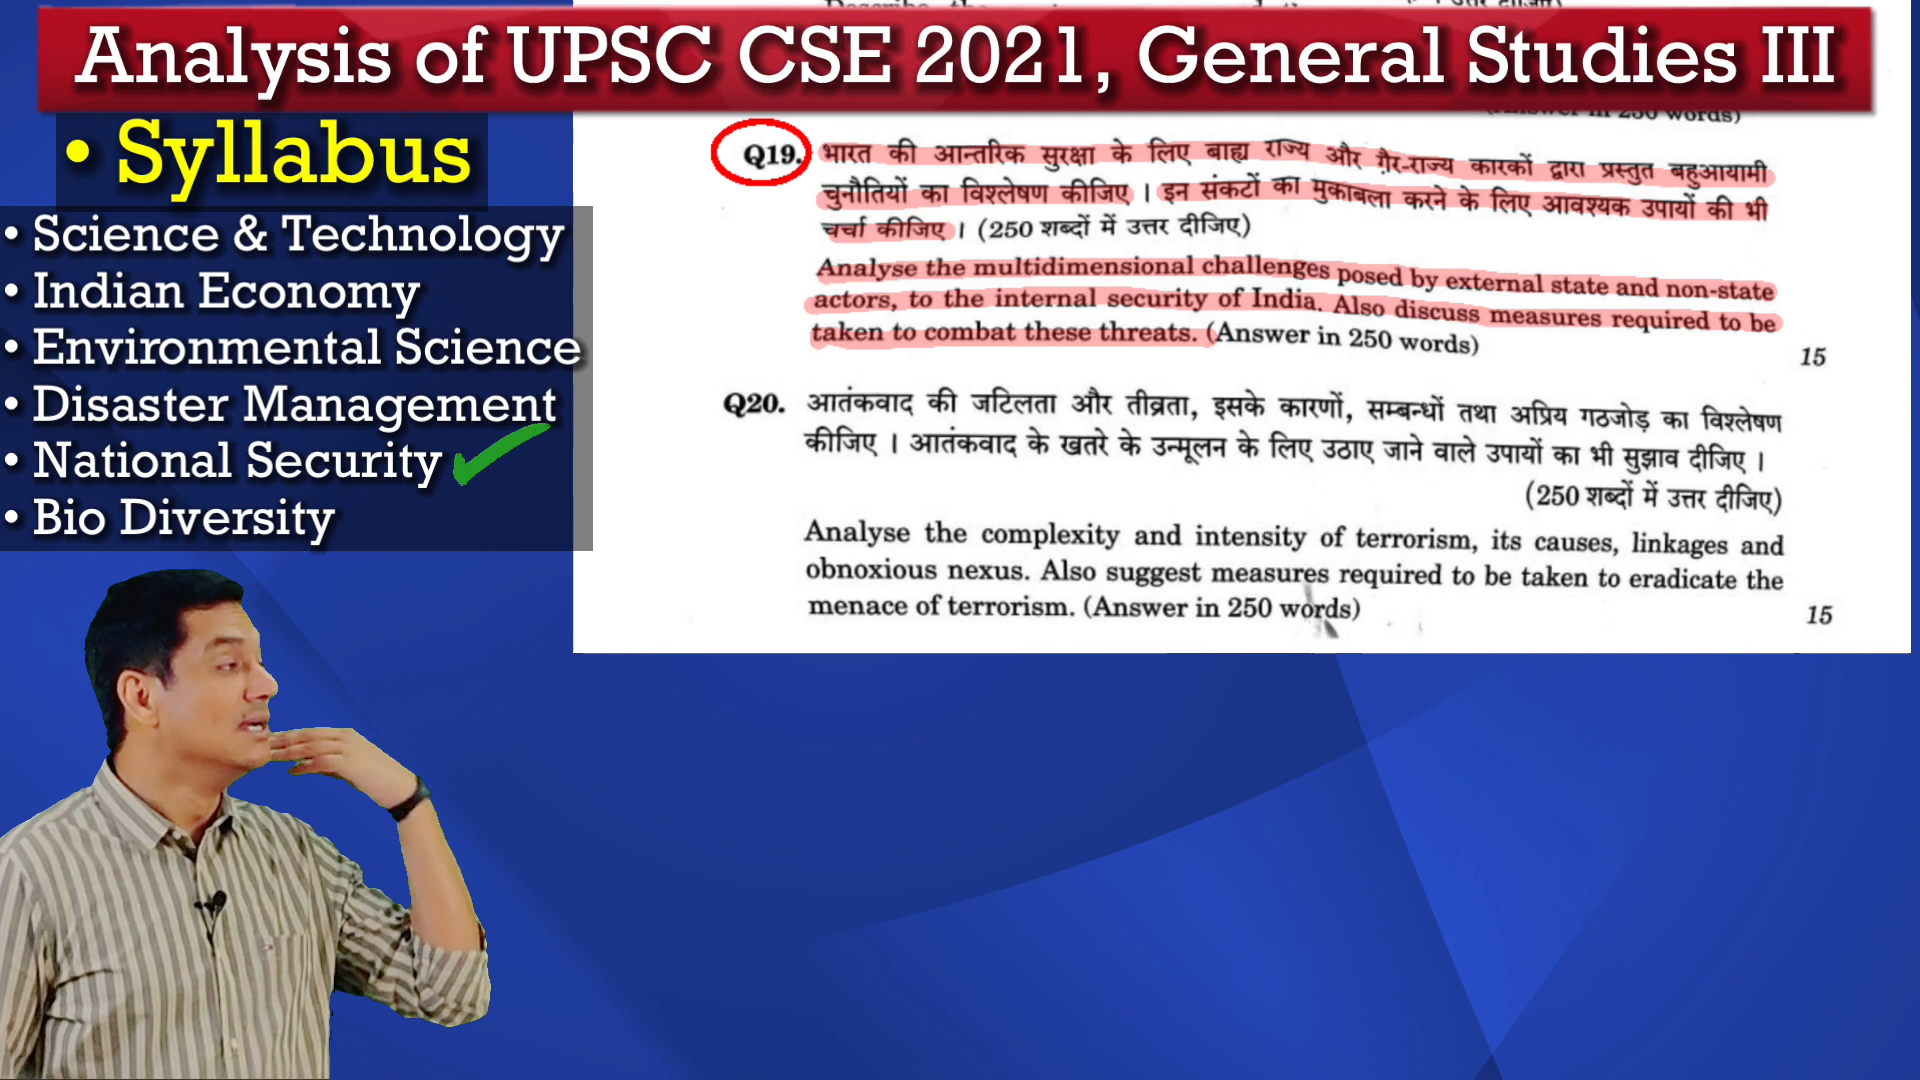 Analysis of UPSC CSE 2021, General Studies III
• Syllabus
• Science & Technology
• Indian Economy
• Environmental Science
• Disaster Management
• National Security
• Bio Diversity
Q19. भारत की आन्तरिक सुरक्षा के लिए बाह्य राज्य और ग़ैर-राज्य कारकों द्वारा प्रस्तुत बहुआयामी
चुनौतियों का विश्लेषण कीजिए । इन संकटों का मुकाबला करने के लिए आवश्यक उपायों की भी
चर्चा कीजिए । (250 शब्दों में उत्तर दीजिए)
Analyse the multidimensional challenges posed by external state and non-state
actors, to the internal security of India. Also discuss measures required to be
taken to combat these threats. (Answer in 250 words)
15
Q20. आतंकवाद की जटिलता और तीव्रता, इसके कारणों, सम्बन्धों तथा अप्रिय गठजोड़ का विश्लेषण
कीजिए । आतंकवाद के खतरे के उन्मूलन के लिए उठाए जाने वाले उपायों का भी सुझाव दीजिए ।
(250 शब्दों में उत्तर दीजिए)
Analyse the complexity and intensity of terrorism, its causes, linkages and
obnoxious nexus. Also suggest measures required to be taken to eradicate the
menace of terrorism. (Answer in 250 words)
15